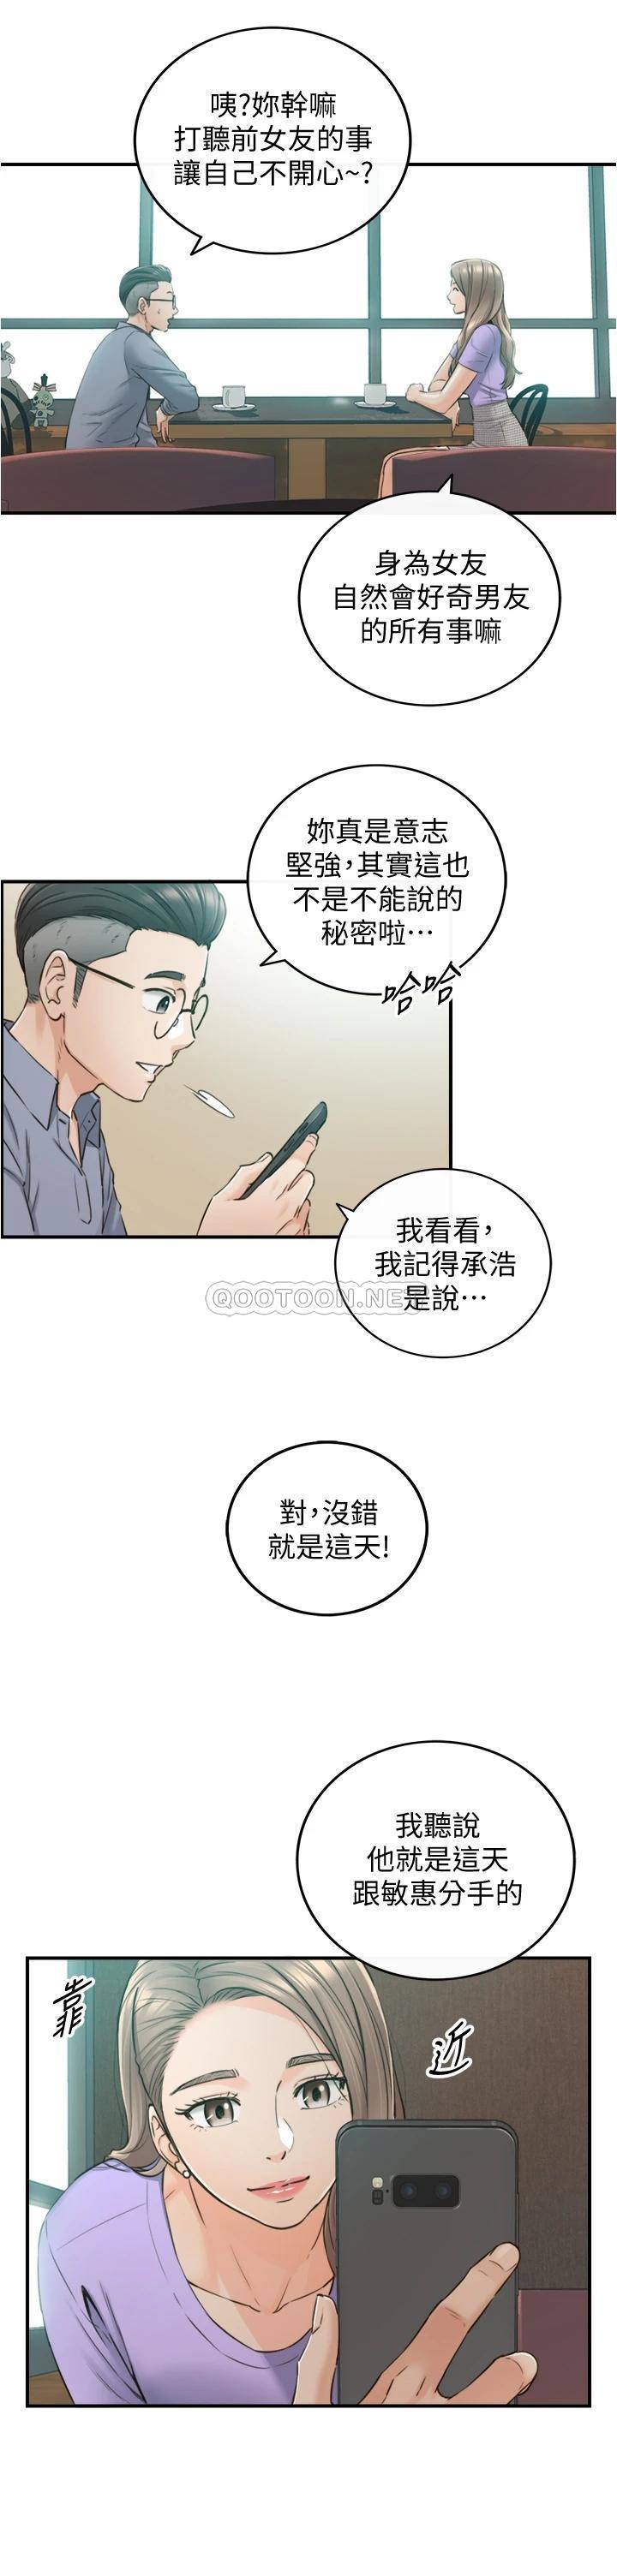 咦?妳幹嘛
打聽前女友的事
讓自己不開心~?
身為女友
自然會好奇男友
的所有事嘛
妳真是意志
堅強,其實這也
不是不能說的
秘密啦…
哈哈
我看看,
我記得承浩
是說…
QOOTOON.NET
對,沒錯
就是這天!
我聽說
他就是這天
跟敏惠分手的
靠
近